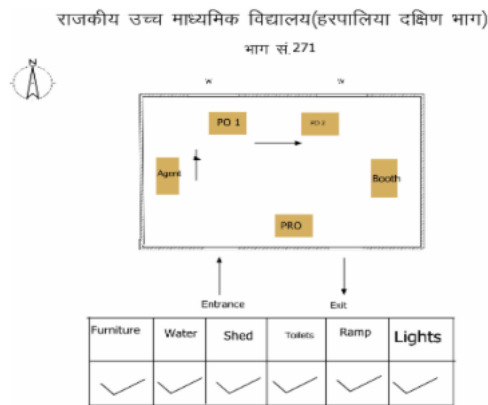 राजकीय उच्च माध्यमिक विद्यालय(हरपालिया दक्षिण भाग)
भाग सं.271
N
W W
PO 1 PO 2
Agent
Booth
PRO
Entrance Exit
Furniture Water Shed Toilets Ramp Lights